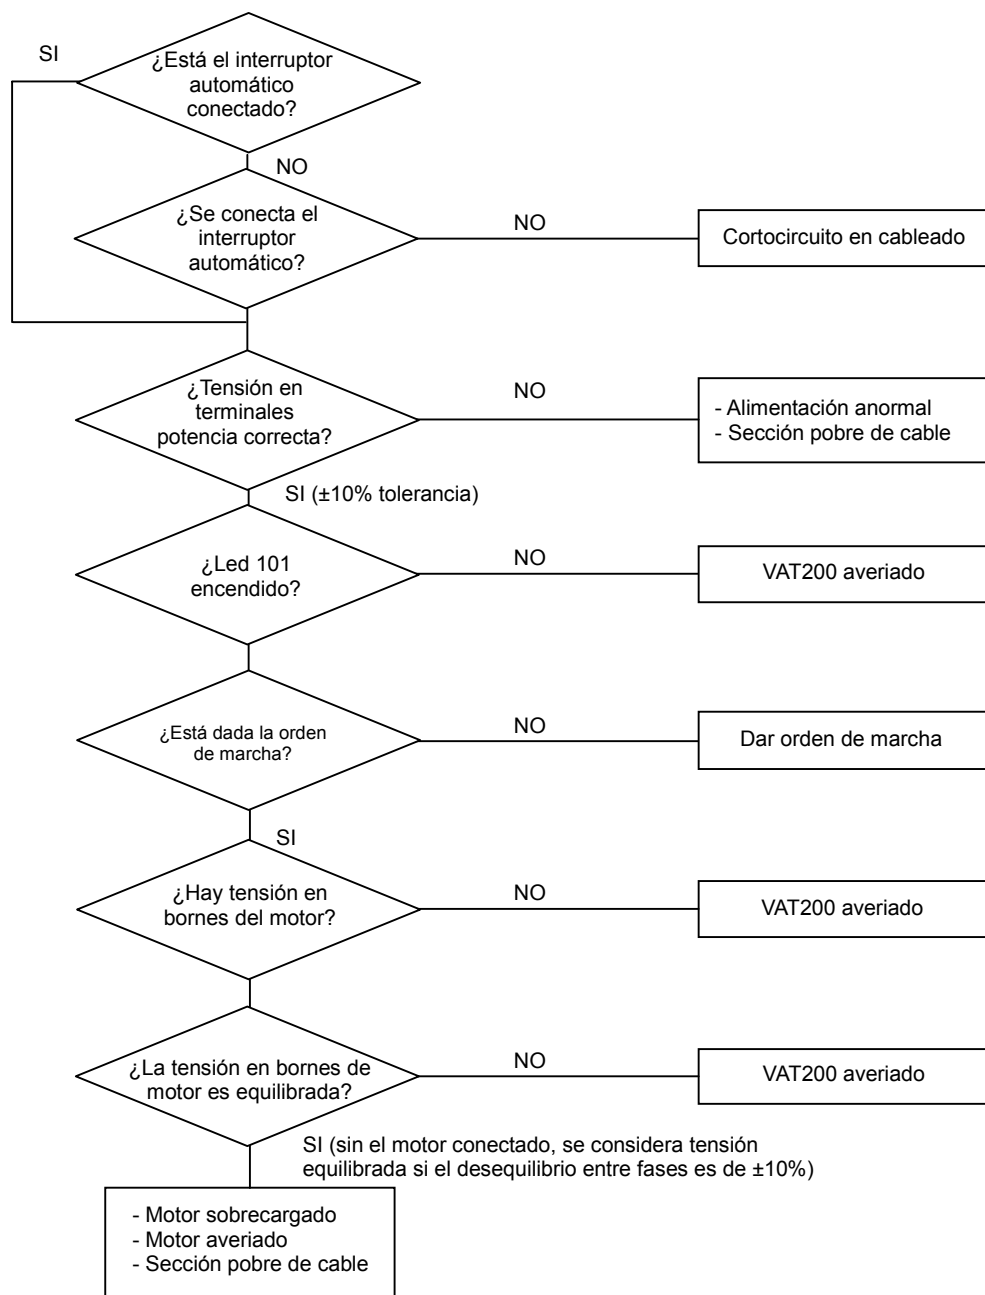 SI
¿Está el interruptor
automático
conectado?
NO
¿Se conecta el
interruptor
automático?
NO
Cortocircuito en cableado
¿Tensión en
terminales
potencia correcta?
NO
- Alimentación anormal
- Sección pobre de cable
SI (±10% tolerancia)
¿Led 101
encendido?
NO
VAT200 averiado
¿Está dada la orden
de marcha?
NO
Dar orden de marcha
SI
¿Hay tensión en
bornes del motor?
NO
VAT200 averiado
¿La tensión en bornes de
motor es equilibrada?
NO
VAT200 averiado
SI (sin el motor conectado, se considera tensión
equilibrada si el desequilibrio entre fases es de ±10%)
- Motor sobrecargado
- Motor averiado
- Sección pobre de cable